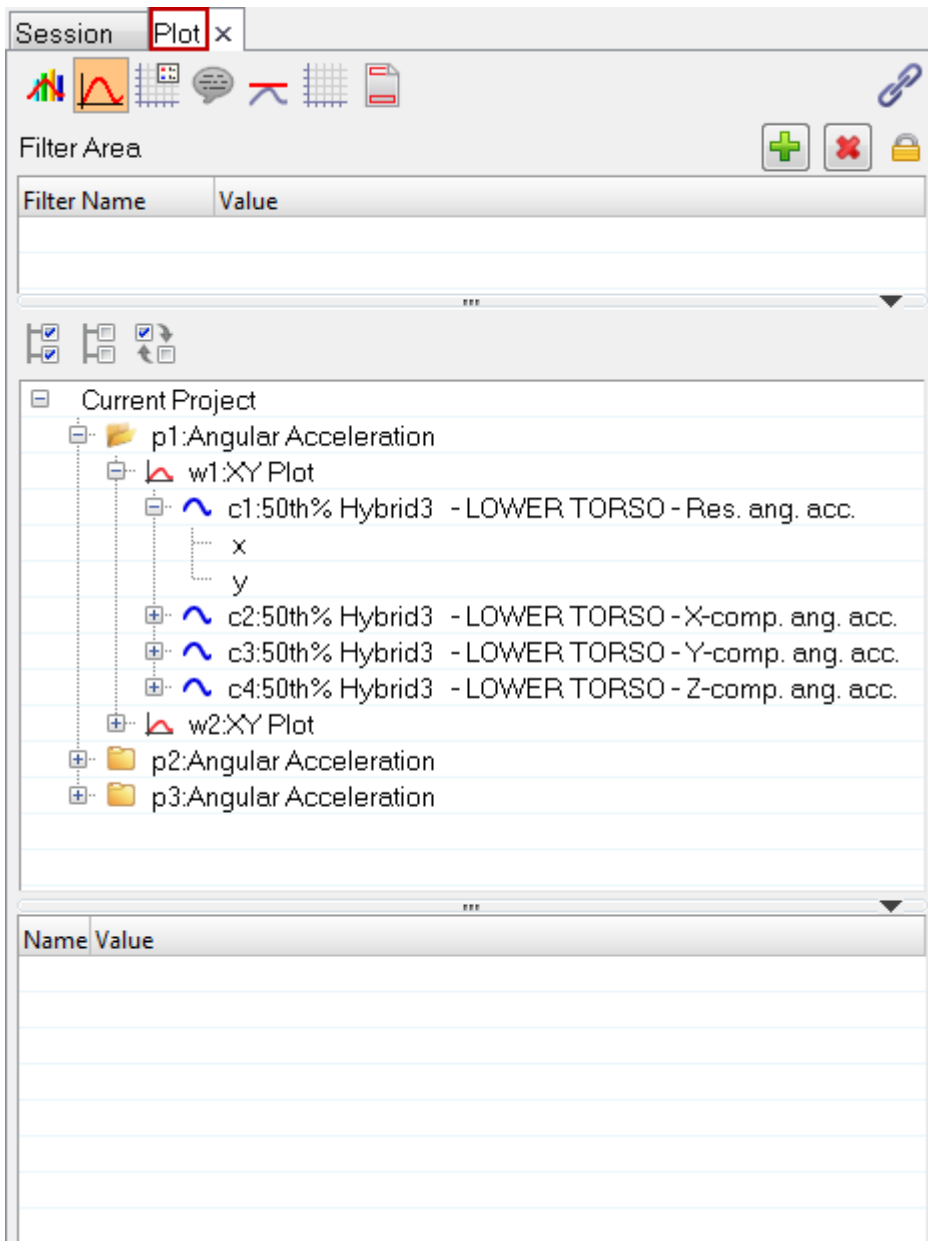 Session Plot
Filter Area
Filter Name Value
Current Project
p1:Angular Acceleration
w1:XY Plot
c1:50th% Hybrid3 - LOWER TORSO - Res. ang. acc.
x
y
c2:50th% Hybrid3 - LOWER TORSO - X-comp. ang. acc.
c3:50th% Hybrid3 - LOWER TORSO - Y-comp. ang. acc.
c4:50th% Hybrid3 - LOWER TORSO - Z-comp. ang. acc.
w2:XY Plot
p2:Angular Acceleration
p3:Angular Acceleration
Name Value